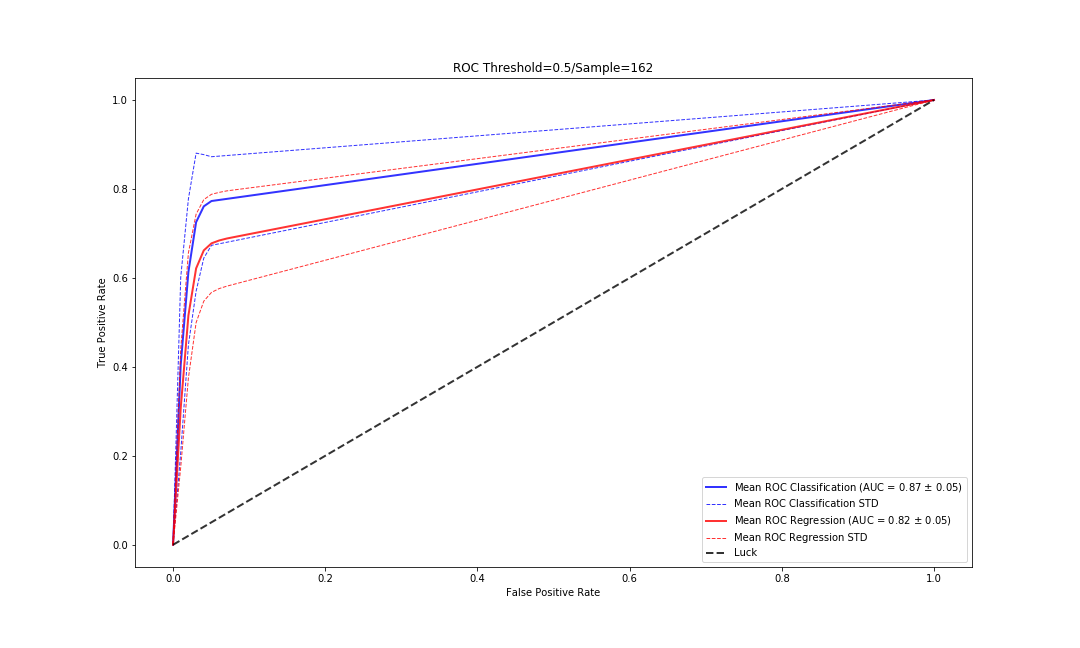 ROC Threshold=0.5/Sample=162
1.0
0.8
0.6
0.4
0.2
0.0
True Positive Rate
Mean ROC Classification (AUC = 0.87 ± 0.05)
Mean ROC Classification STD
Mean ROC Regression (AUC = 0.82 ± 0.05)
Mean ROC Regression STD
Luck
0.0 0.2 0.4 0.6 0.8 1.0
False Positive Rate